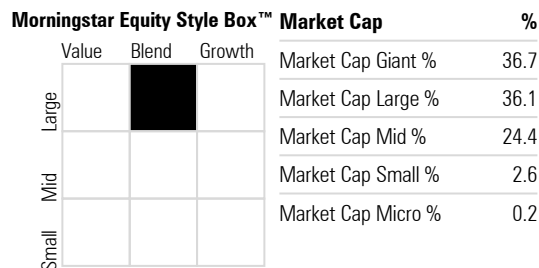 Morningstar Equity Style Box™
Value Blend Growth
Large
Mid
Small
Market Cap %
Market Cap Giant % 36.7
Market Cap Large % 36.1
Market Cap Mid % 24.4
Market Cap Small % 2.6
Market Cap Micro % 0.2